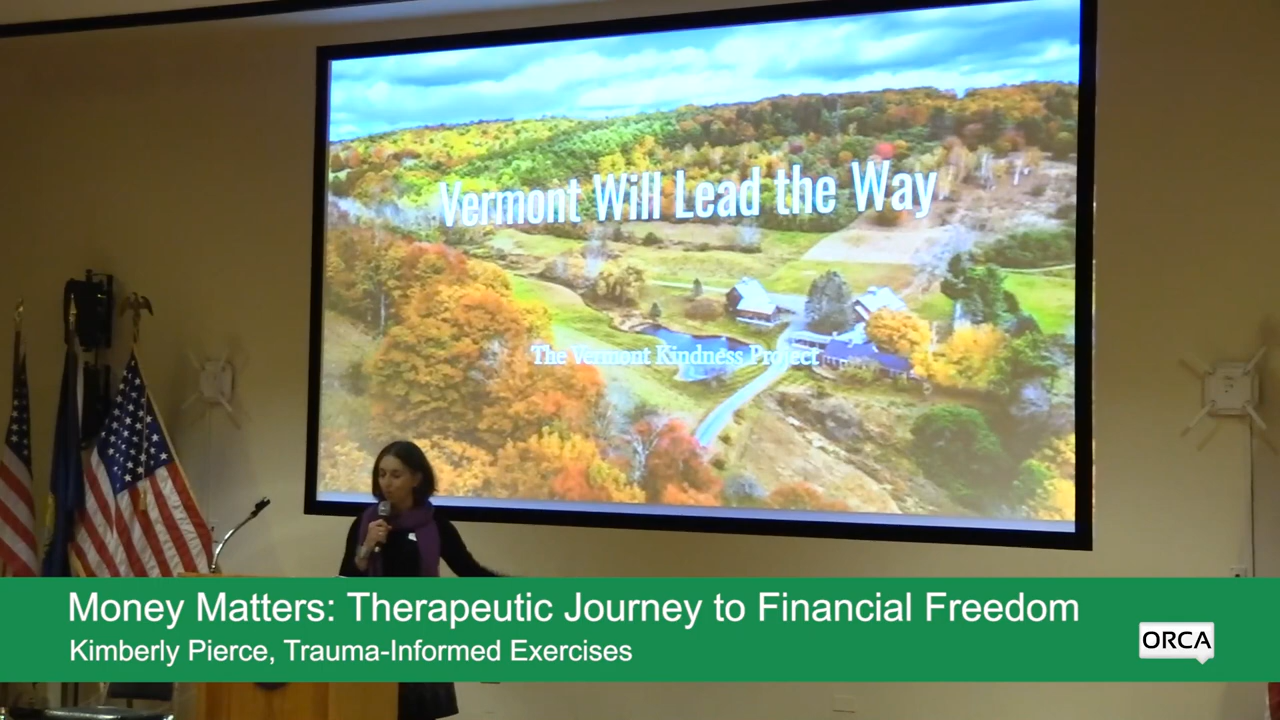 Vermont Will Lead the Way
The Vermont Kindness Project
Money Matters: Therapeutic Journey to Financial Freedom
Kimberly Pierce, Trauma-Informed Exercises
ORCA